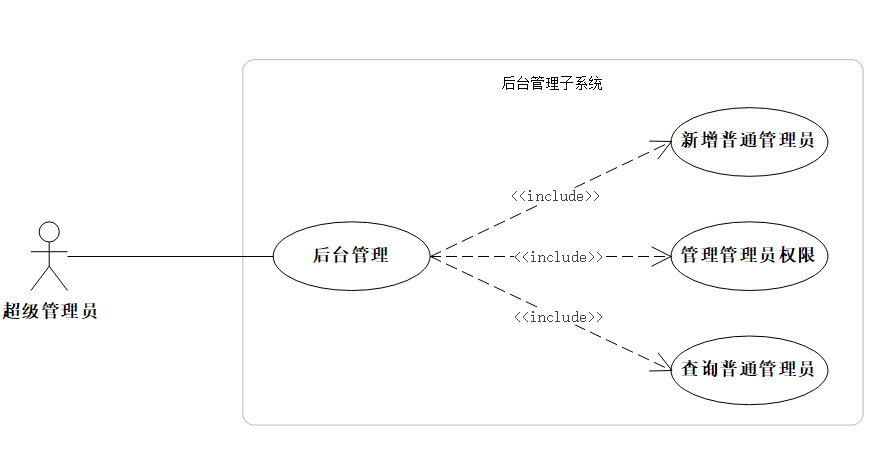 后台管理子系统
新增普通管理员
<<include>>
后台管理
<<include>>
管理管理员权限
超级管理员
<<include>>
查询普通管理员